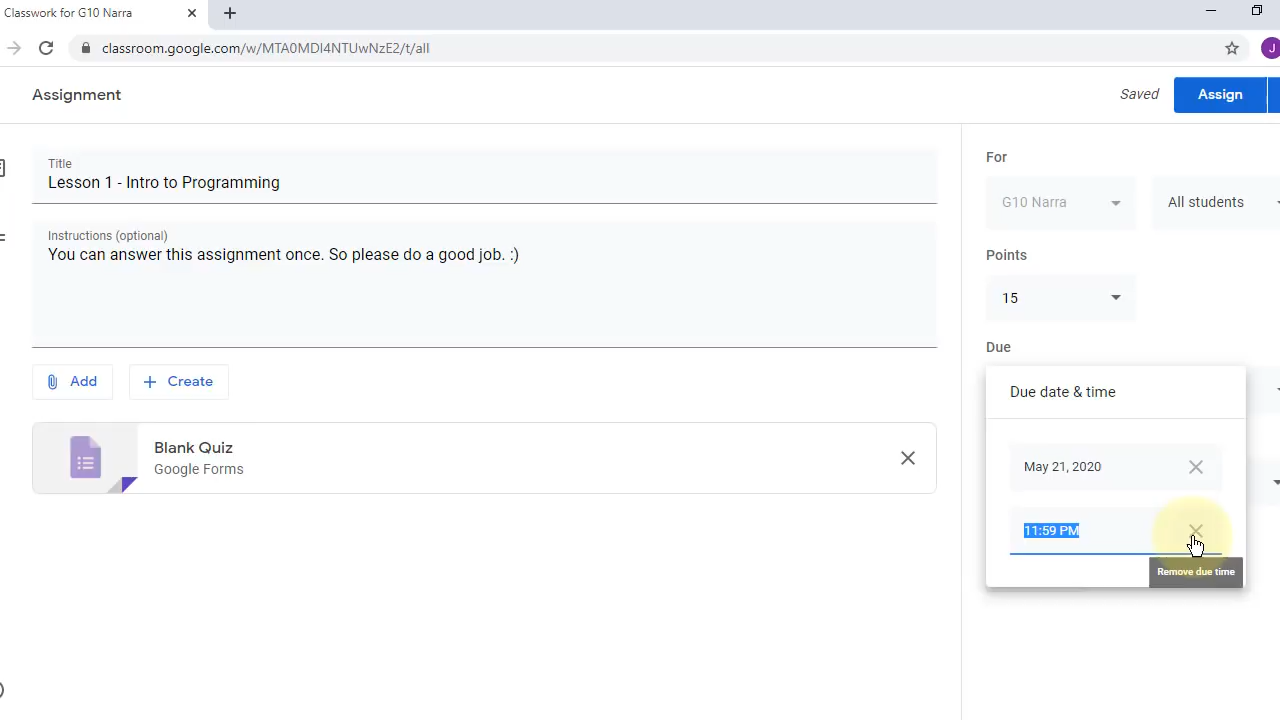 Classwork for G10 Narra
classroom.google.com/w/MTA0MDI4NTUwNzE2/t/all
J
Assignment
Saved
Assign
Title
Lesson 1 - Intro to Programming
Instructions (optional)
You can answer this assignment once. So please do a good job. :)
Add
Create
Blank Quiz
Google Forms
For
G10 Narra
All students
Points
15
Due
Due date & time
May 21, 2020
11:59 PM
Remove due time